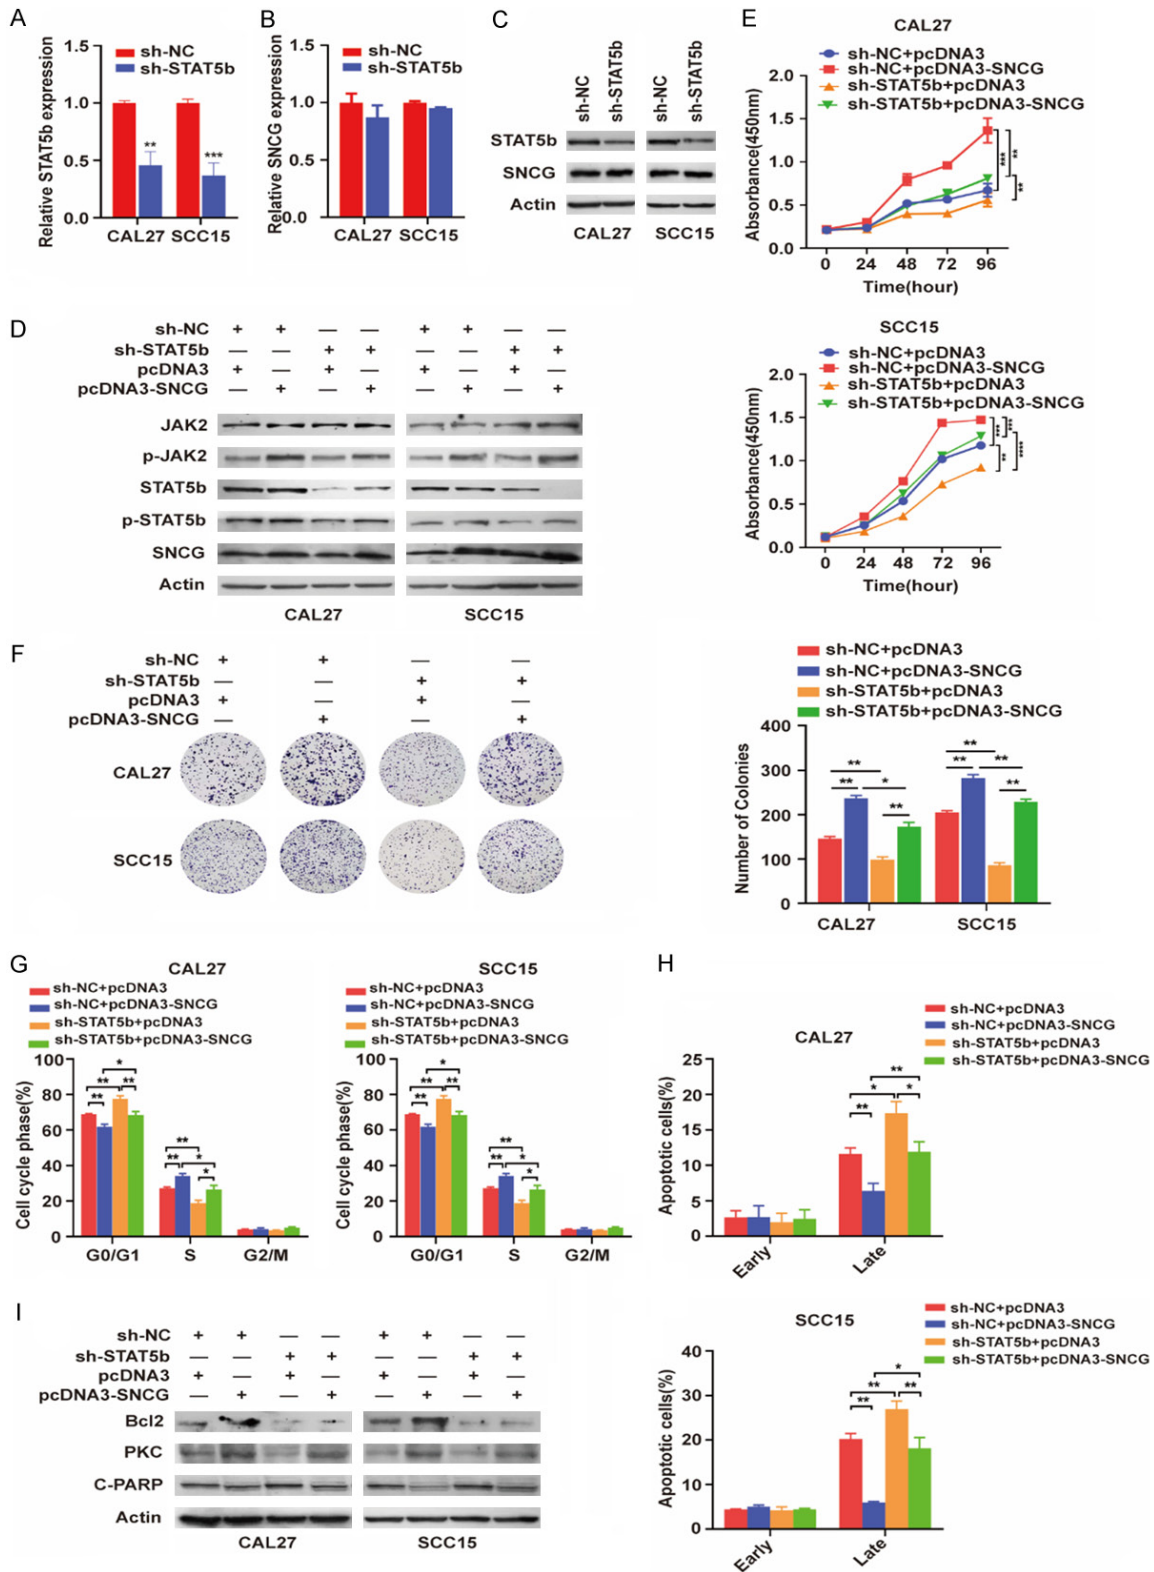 A
Relative STAT5b expression
sh-NC
sh-STAT5b
1.5
1.0
0.5
0.0
**
***
CAL27 SCC15
B
Relative SNCG expression
sh-NC
sh-STAT5b
1.5
1.0
0.5
0.0
CAL27 SCC15
C
sh-NC
sh-STAT5b
sh-NC
sh-STAT5b
STAT5b
SNCG
Actin
CAL27 SCC15
E
CAL27
sh-NC+pcDNA3
sh-NC+pcDNA3-SNCG
sh-STAT5b+pcDNA3
sh-STAT5b+pcDNA3-SNCG
Absorbance(450nm)
2.0
1.5
1.0
0.5
0.0
*** ** **
0 24 48 72 96
Time(hour)
SCC15
sh-NC+pcDNA3
sh-NC+pcDNA3-SNCG
sh-STAT5b+pcDNA3
sh-STAT5b+pcDNA3-SNCG
Absorbance(450nm)
1.5
1.0
0.5
0.0
0 24 48 72 96
Time(hour)
D
sh-NC + + — — + + — —
sh-STAT5b — — + + — — + +
pcDNA3 + — + — + — + —
pcDNA3-SNCG — + — + — + — +
JAK2
p-JAK2
STAT5b
p-STAT5b
SNCG
Actin
CAL27 SCC15
F
sh-NC + + — —
sh-STAT5b — — + +
pcDNA3 + — + —
pcDNA3-SNCG — + — +
CAL27
SCC15
sh-NC+pcDNA3
sh-NC+pcDNA3-SNCG
sh-STAT5b+pcDNA3
sh-STAT5b+pcDNA3-SNCG
Number of Colonies
400
300
200
100
0
** ** * **
** ** ** **
CAL27 SCC15
G
CAL27
sh-NC+pcDNA3
sh-NC+pcDNA3-SNCG
sh-STAT5b+pcDNA3
sh-STAT5b+pcDNA3-SNCG
Cell cycle phase(%)
100
80
60
40
20
0
* ** ** **
** ** * *
G0/G1 S G2/M
SCC15
sh-NC+pcDNA3
sh-NC+pcDNA3-SNCG
sh-STAT5b+pcDNA3
sh-STAT5b+pcDNA3-SNCG
Cell cycle phase(%)
100
80
60
40
20
0
* ** ** **
** ** * *
G0/G1 S G2/M
H
CAL27
sh-NC+pcDNA3
sh-NC+pcDNA3-SNCG
sh-STAT5b+pcDNA3
sh-STAT5b+pcDNA3-SNCG
Apoptotic cells(%)
25
20
15
10
5
0
** * * **
Early Late
SCC15
sh-NC+pcDNA3
sh-NC+pcDNA3-SNCG
sh-STAT5b+pcDNA3
sh-STAT5b+pcDNA3-SNCG
Apoptotic cells(%)
40
30
20
10
0
* ** ** **
Early Late
I
sh-NC + + — — + + — —
sh-STAT5b — — + + — — + +
pcDNA3 + — + — + — + —
pcDNA3-SNCG — + — + — + — +
Bcl2
PKC
C-PARP
Actin
CAL27 SCC15